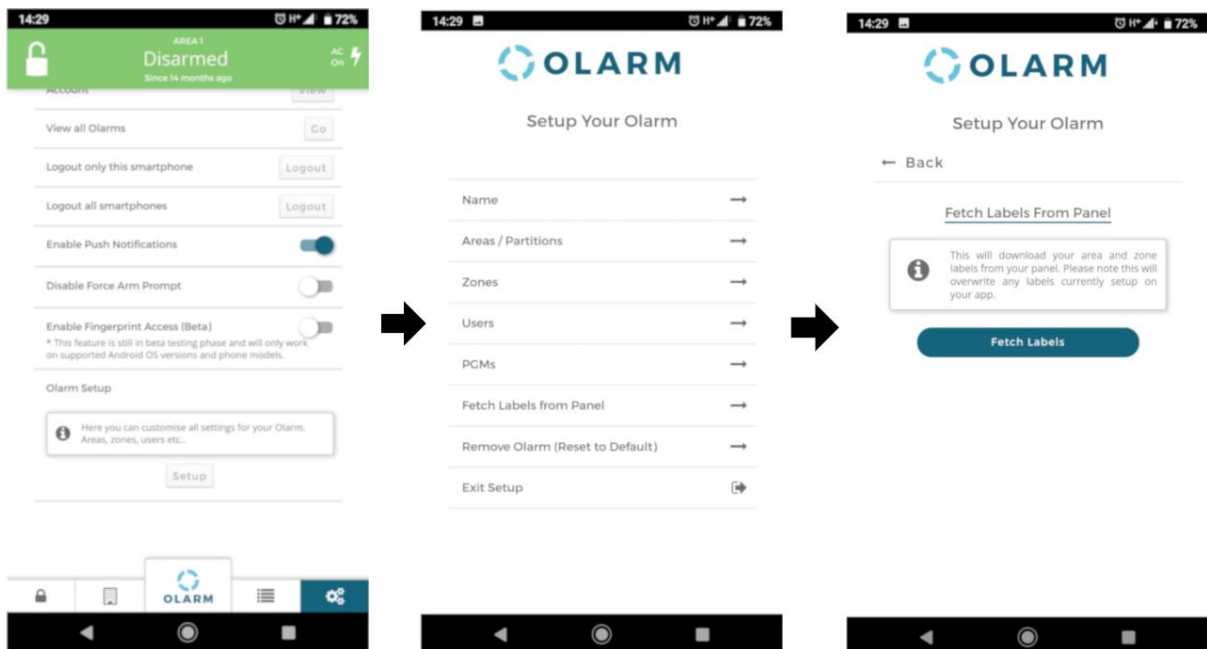 14:29
H+ 72%
AREA 1
Disarmed
Since 14 months ago
AC
On
Account
View
View all Olarms
Go
Logout only this smartphone
Logout
Logout all smartphones
Logout
Enable Push Notifications
Disable Force Arm Prompt
Enable Fingerprint Access (Beta)
* This feature is still in beta testing phase and will only work
on supported Android OS versions and phone models.
Olarm Setup
Here you can customise all settings for your Olarm.
Areas, zones, users etc..
Setup
OLARM
14:29
H+ 72%
OLARM
Setup Your Olarm
Name
Areas / Partitions
Zones
Users
PGMs
Fetch Labels from Panel
Remove Olarm (Reset to Default)
Exit Setup
14:29
H+ 72%
OLARM
Setup Your Olarm
← Back
Fetch Labels From Panel
This will download your area and zone
labels from your panel. Please note this will
overwrite any labels currently setup on
your app.
Fetch Labels